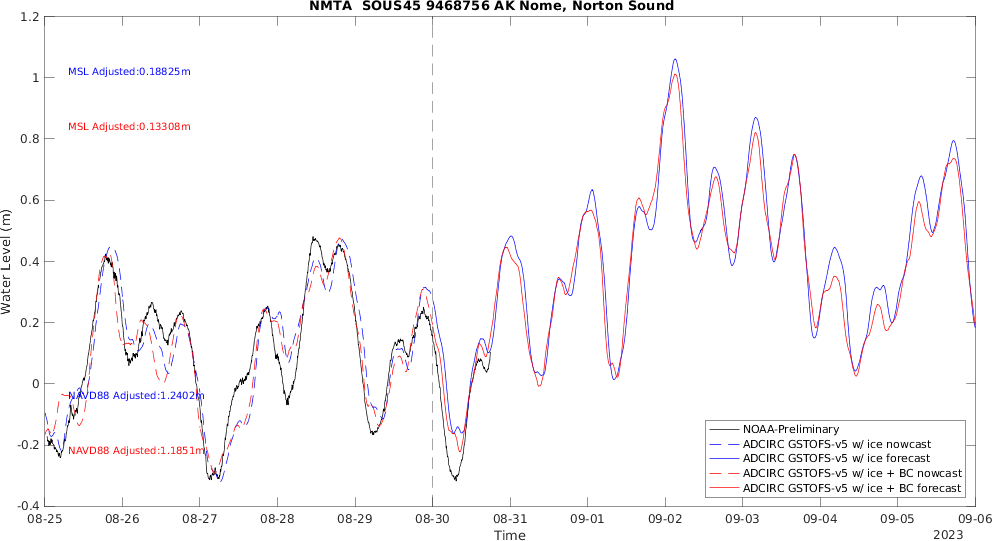 NMTA  SOUS45 9468756 AK Nome, Norton Sound
1.2
1
0.8
0.6
0.4
0.2
0
-0.2
-0.4
Water Level (m)
MSL Adjusted:0.18825m
MSL Adjusted:0.13308m
NAVD88 Adjusted:1.2402m
NAVD88 Adjusted:1.1851m
NOAA-Preliminary
ADCIRC GSTOFS-v5 w/ ice nowcast
ADCIRC GSTOFS-v5 w/ ice forecast
ADCIRC GSTOFS-v5 w/ ice + BC nowcast
ADCIRC GSTOFS-v5 w/ ice + BC forecast
08-25 08-26 08-27 08-28 08-29 08-30 08-31 09-01 09-02 09-03 09-04 09-05 09-06
Time
2023